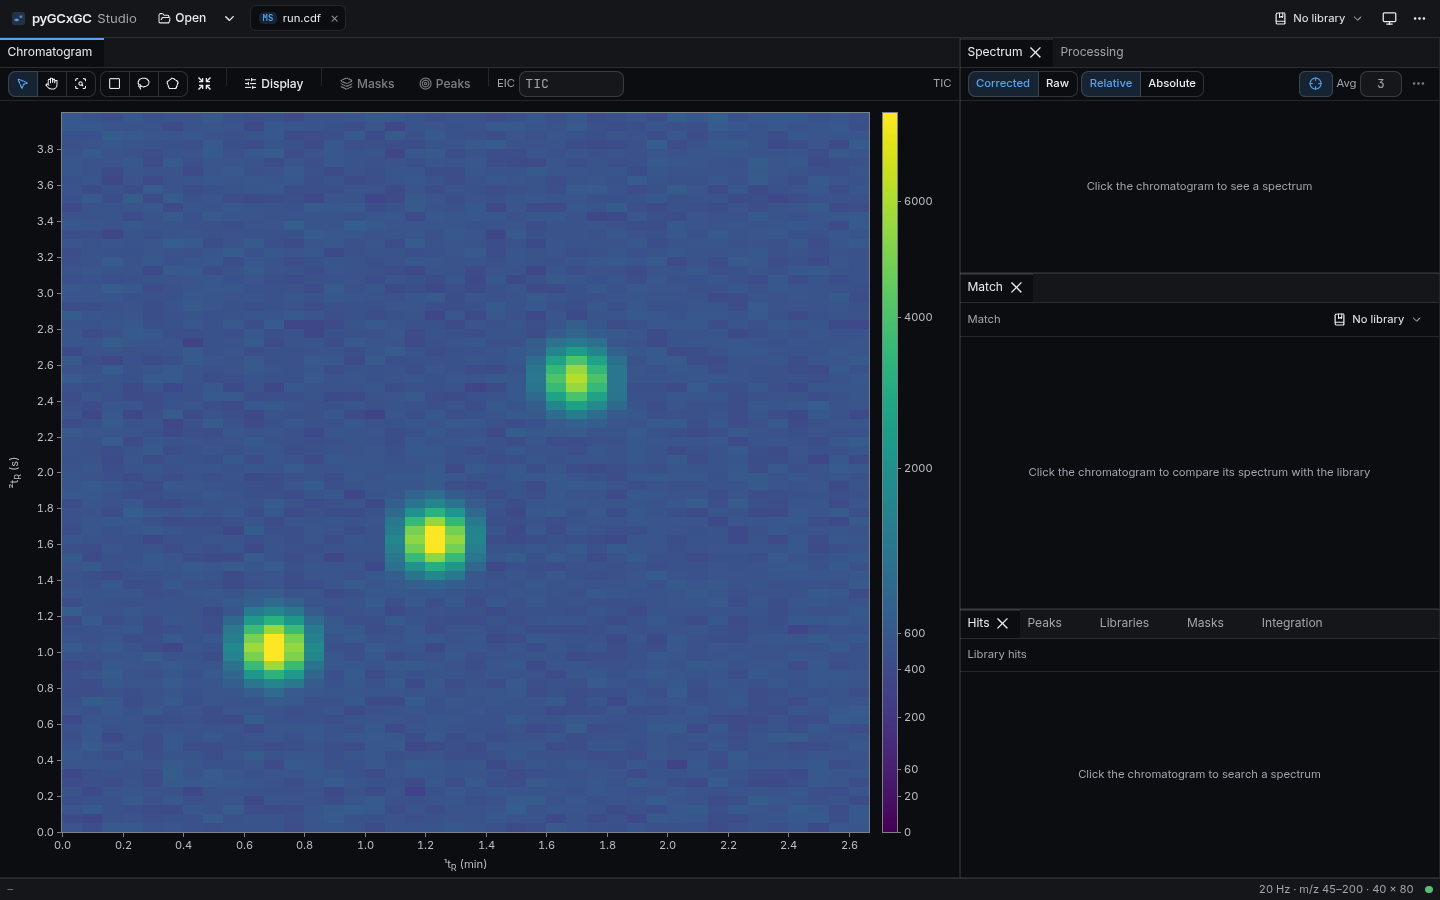 pyGCxGC Studio Open MS run.cdf No library
Chromatogram Spectrum Processing
Display Masks Peaks EIC TIC TIC Corrected Raw Relative Absolute Avg 3
Click the chromatogram to see a spectrum
Match
Match No library
Click the chromatogram to compare its spectrum with the library
Hits Peaks Libraries Masks Integration
Library hits
Click the chromatogram to search a spectrum
3.8
3.6
3.4
3.2
3.0
2.8
2.6
2.4
2.2
2.0
1.8
1.6
1.4
1.2
1.0
0.8
0.6
0.4
0.2
0.0
²tR (s)
0.0 0.2 0.4 0.6 0.8 1.0 1.2 1.4 1.6 1.8 2.0 2.2 2.4 2.6
¹tR (min)
6000
4000
2000
600
400
200
60
20
0
– 20 Hz · m/z 45–200 · 40 × 80